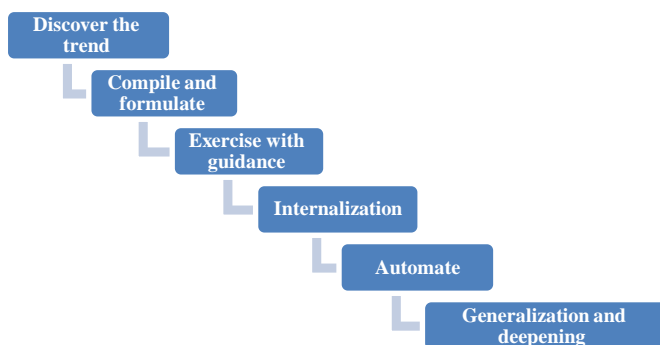 Discover the
trend
Compile and
formulate
Exercise with
guidance
Internalization
Automate
Generalization and
deepening